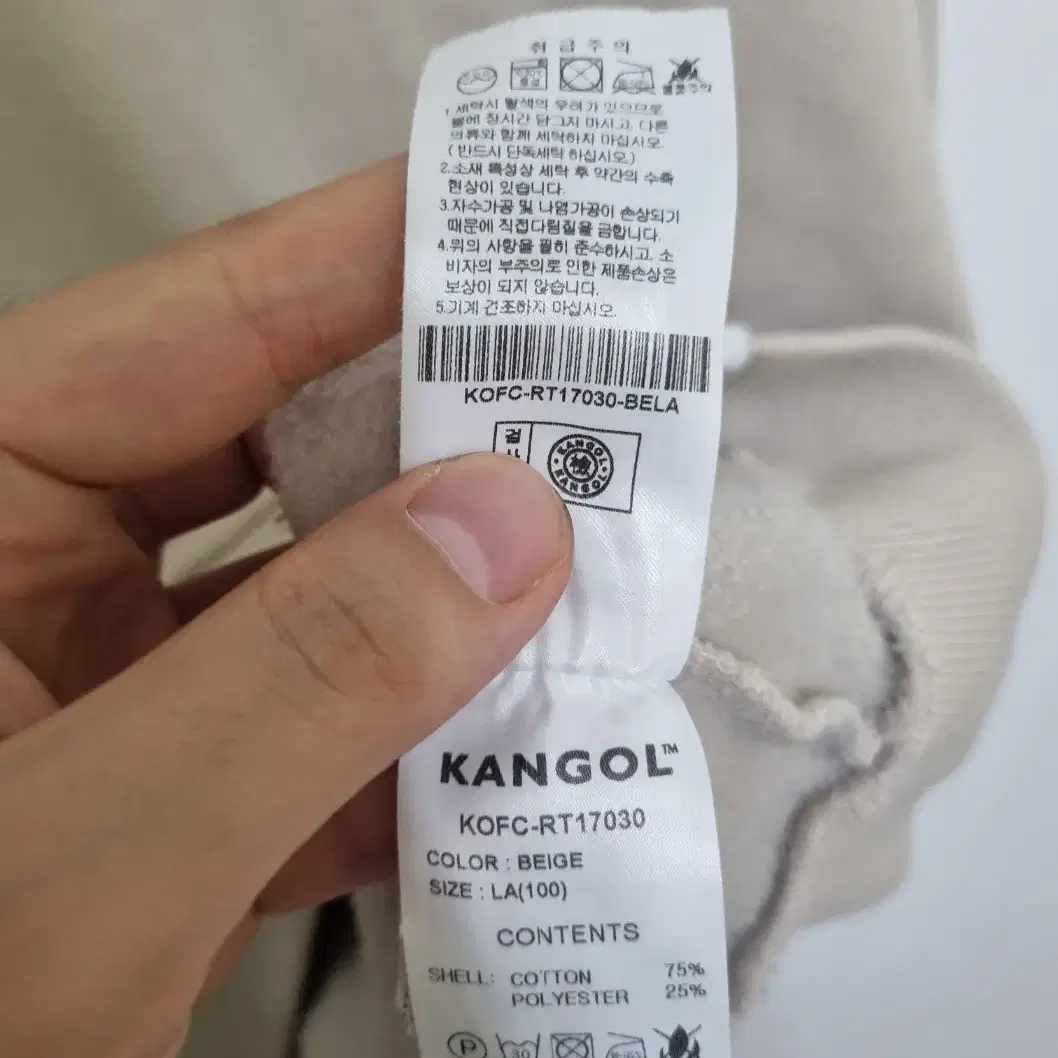 취 급 주 의
불꽃주의
1. 세탁시 탈색의 우려가 있으므로
물에 장시간 담그지 마시고, 다른
의류와 함께 세탁하지 마십시오.
(반드시 단독세탁 하십시오.)
2.소재 특성상 세탁 후 약간의 수축
현상이 있습니다.
3.자수가공 및 나염가공이 손상되기
때문에 직접다림질을 금합니다.
4.위의 사항을 필히 준수하시고, 소
비자의 부주의로 인한 제품손상은
보상이 되지 않습니다.
5.기계 건조하지 마십시오.
KOFC-RT17030-BELA
검
KANGOL
檢
KANGOL
KANGOL™
KOFC-RT17030
COLOR : BEIGE
SIZE : LA(100)
CONTENTS
SHELL: COTTON 75%
POLYESTER 25%
P
30